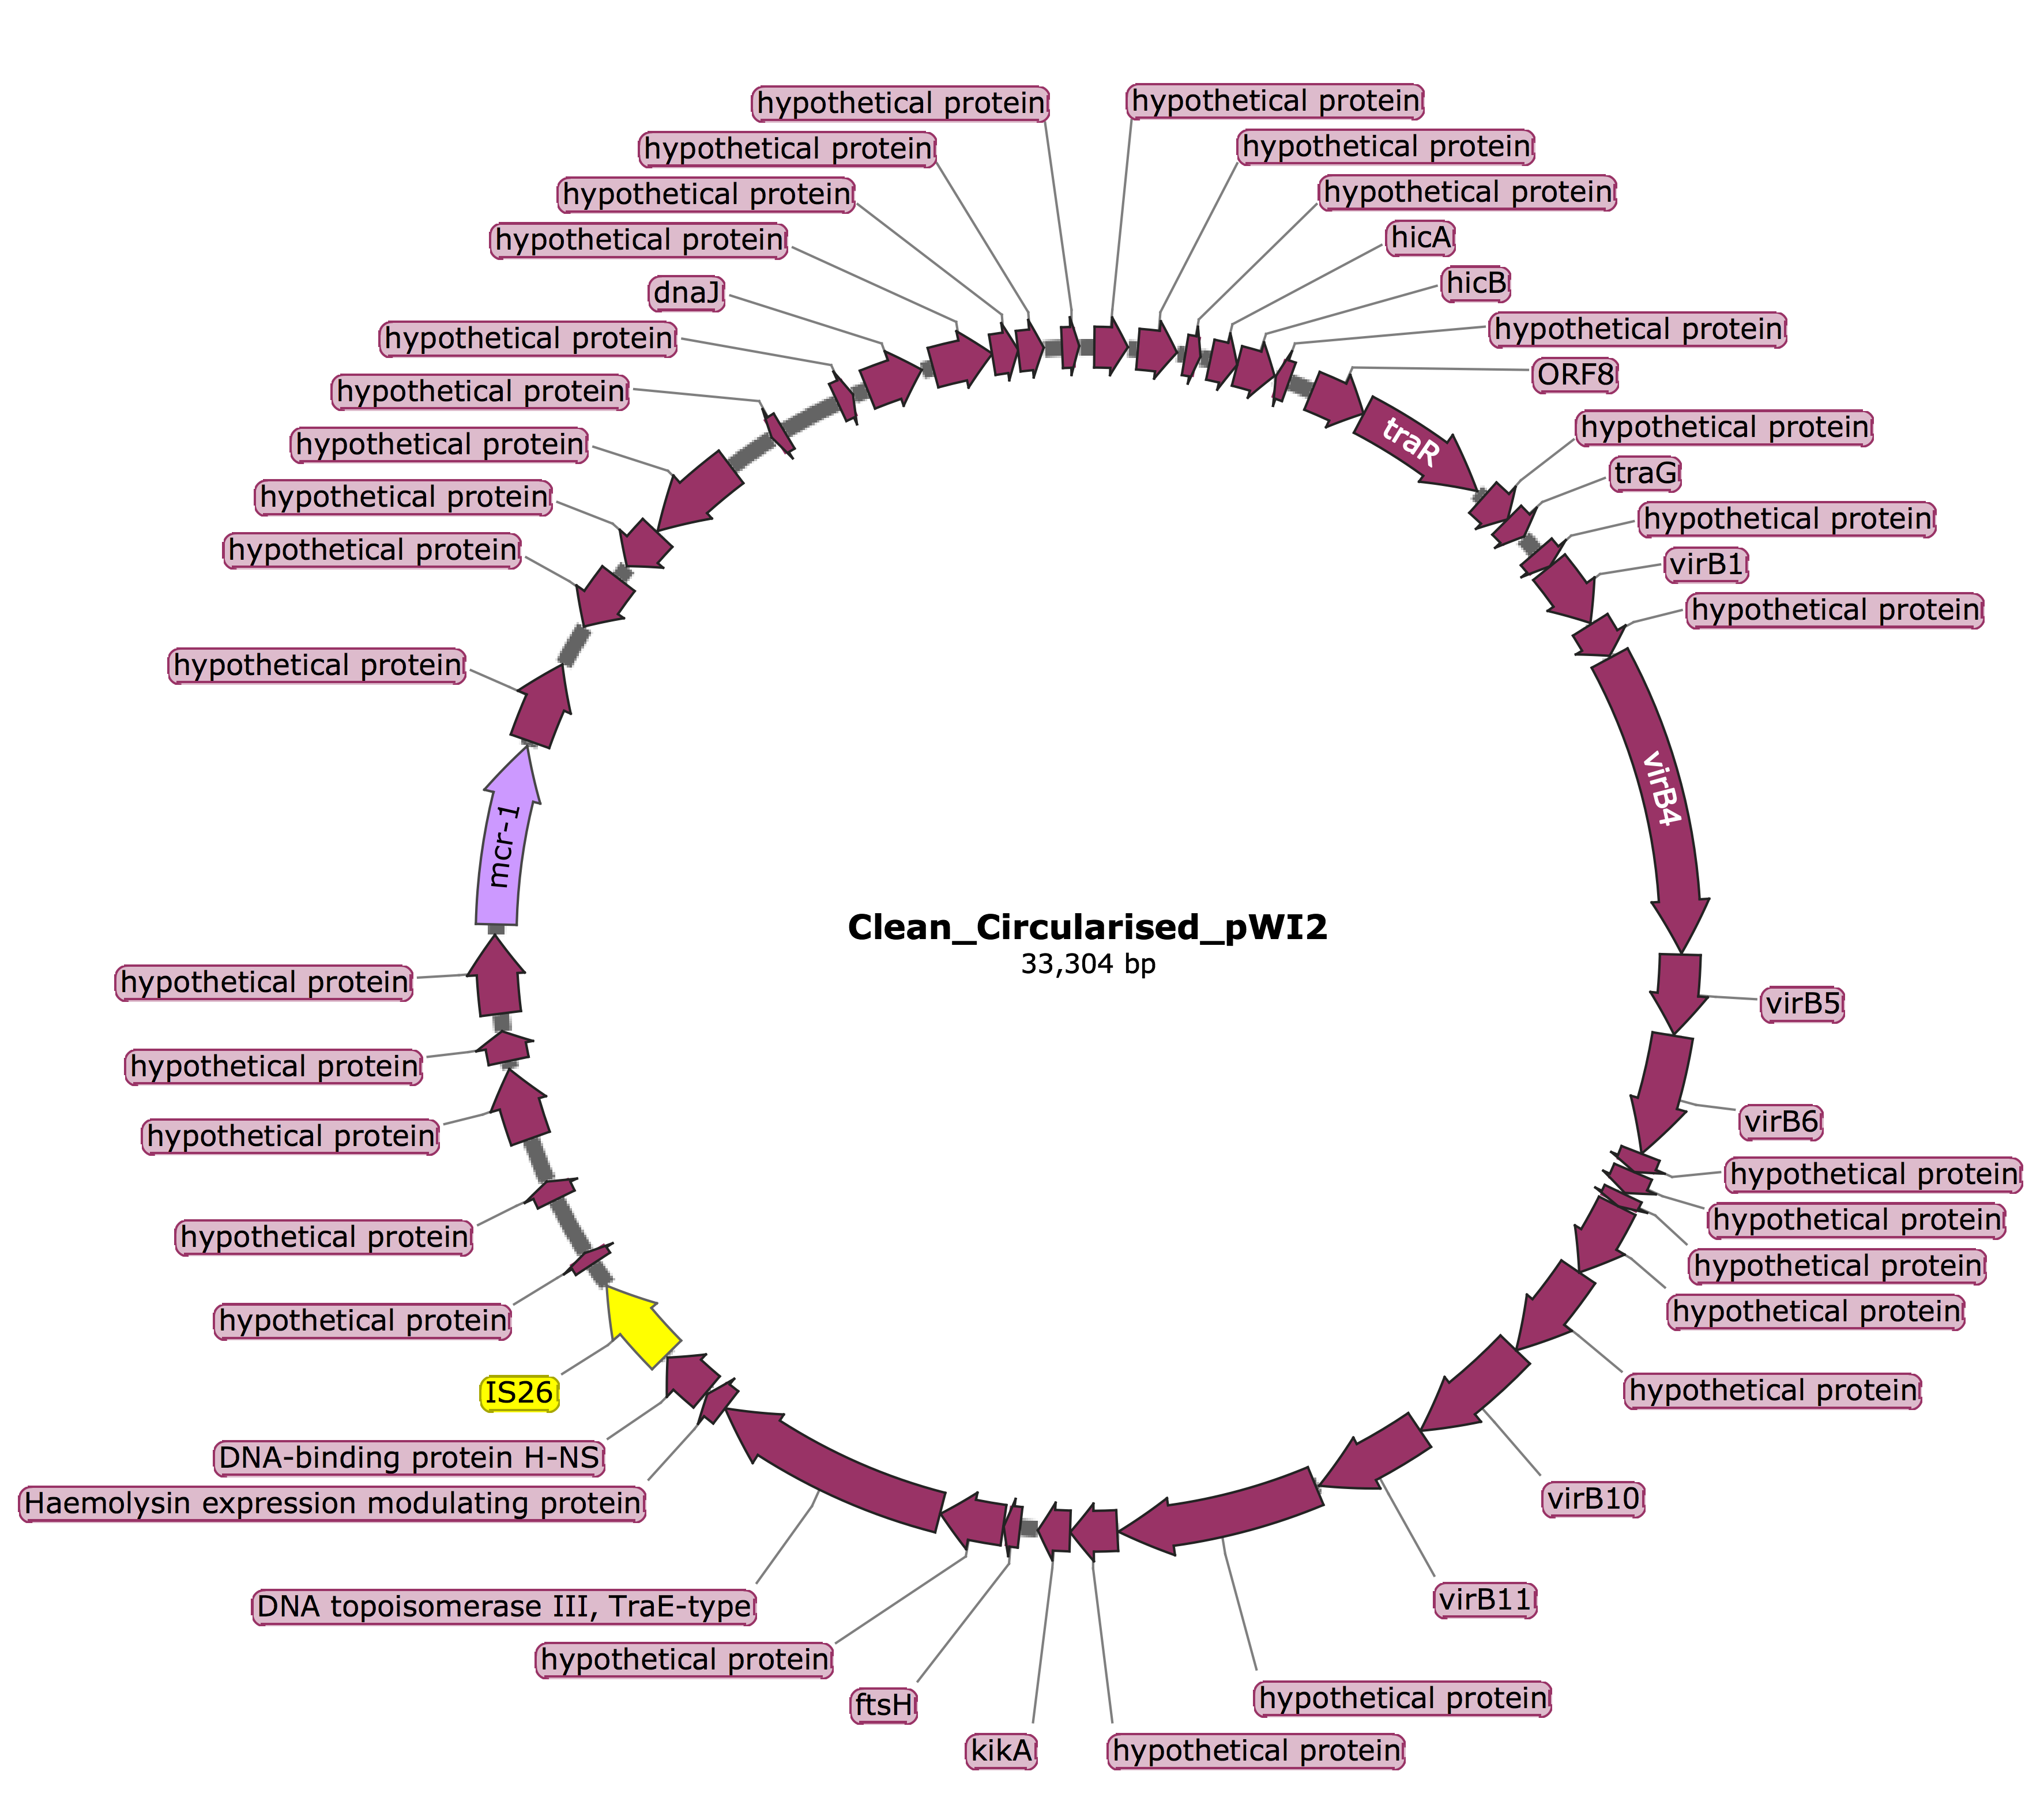 hypothetical protein
hypothetical protein
hypothetical protein
hypothetical protein
hypothetical protein
hypothetical protein
hicA
hypothetical protein
hicB
dnaJ
hypothetical protein
hypothetical protein
ORF8
hypothetical protein
traR
hypothetical protein
hypothetical protein
traG
hypothetical protein
hypothetical protein
hypothetical protein
virB1
hypothetical protein
hypothetical protein
virB4
mcr-1
Clean_Circularised_pWI2
33,304 bp
hypothetical protein
virB5
hypothetical protein
virB6
hypothetical protein
hypothetical protein
hypothetical protein
hypothetical protein
hypothetical protein
hypothetical protein
hypothetical protein
hypothetical protein
IS26
DNA-binding protein H-NS
virB10
Haemolysin expression modulating protein
virB11
DNA topoisomerase III, TraE-type
hypothetical protein
hypothetical protein
ftsH
kikA
hypothetical protein